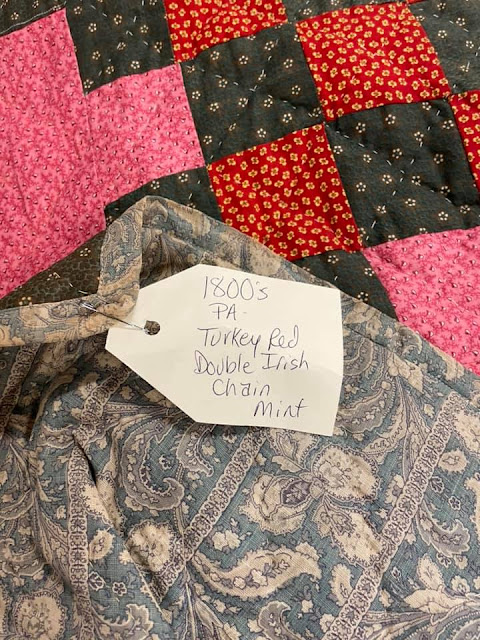 1800's
PA -
Turkey Red
Double Irish
Chain
Mint